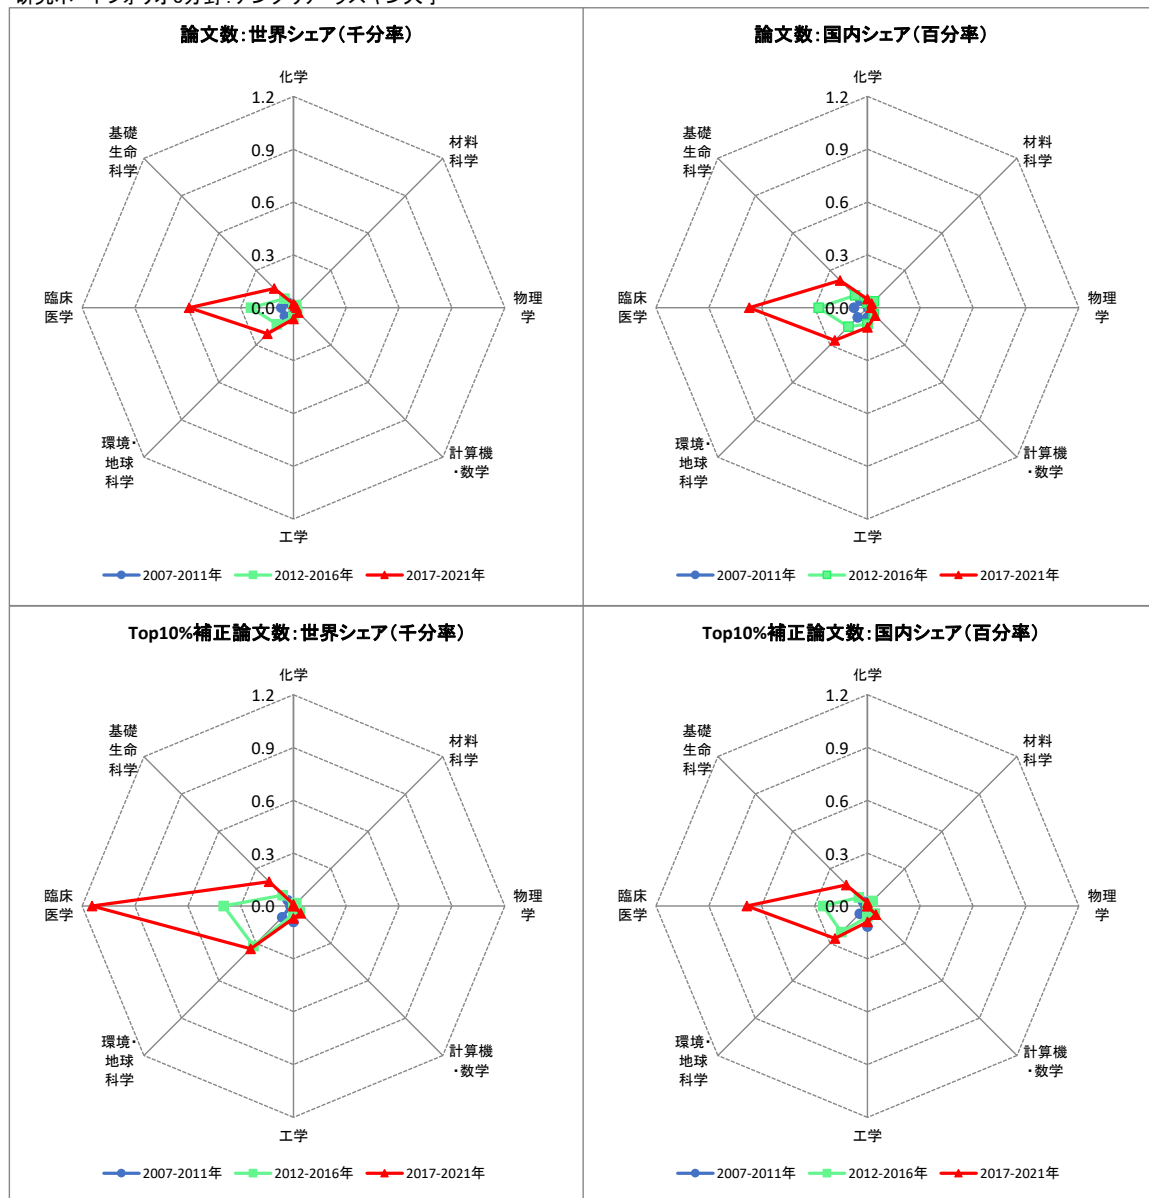 論文数：世界シェア（千分率）
化学
1.2
材料
科学
基礎
生命
科学
0.9
0.6
0.3
臨床
医学
0.0
物理
学
環境・
地球
科学
計算機
・数学
工学
2007-2011年
2012-2016年
2017-2021年
論文数：国内シェア（百分率）
化学
1.2
材料
科学
基礎
生命
科学
0.9
0.6
0.3
臨床
医学
0.0
物理
学
環境・
地球
科学
計算機
・数学
工学
2007-2011年
2012-2016年
2017-2021年
Top10%補正論文数：世界シェア（千分率）
化学
1.2
材料
科学
基礎
生命
科学
0.9
0.6
0.3
臨床
医学
0.0
物理
学
環境・
地球
科学
計算機
・数学
工学
2007-2011年
2012-2016年
2017-2021年
Top10%補正論文数：国内シェア（百分率）
化学
1.2
材料
科学
基礎
生命
科学
0.9
0.6
0.3
臨床
医学
0.0
物理
学
環境・
地球
科学
計算機
・数学
工学
2007-2011年
2012-2016年
2017-2021年